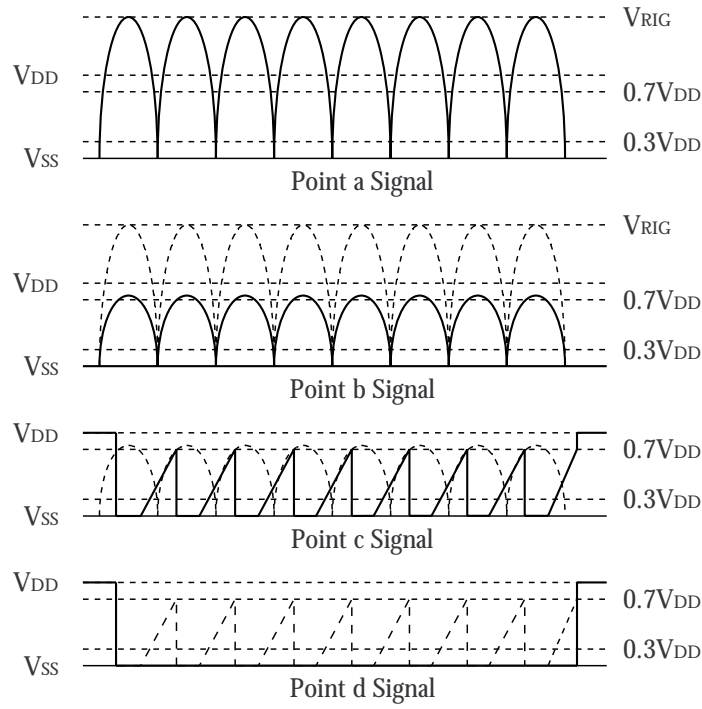 VRIG
VDD
0.7VDD
0.3VDD
VSS
Point a Signal
VRIG
VDD
0.7VDD
0.3VDD
VSS
Point b Signal
VDD
0.7VDD
0.3VDD
VSS
Point c Signal
VDD
0.7VDD
0.3VDD
VSS
Point d Signal